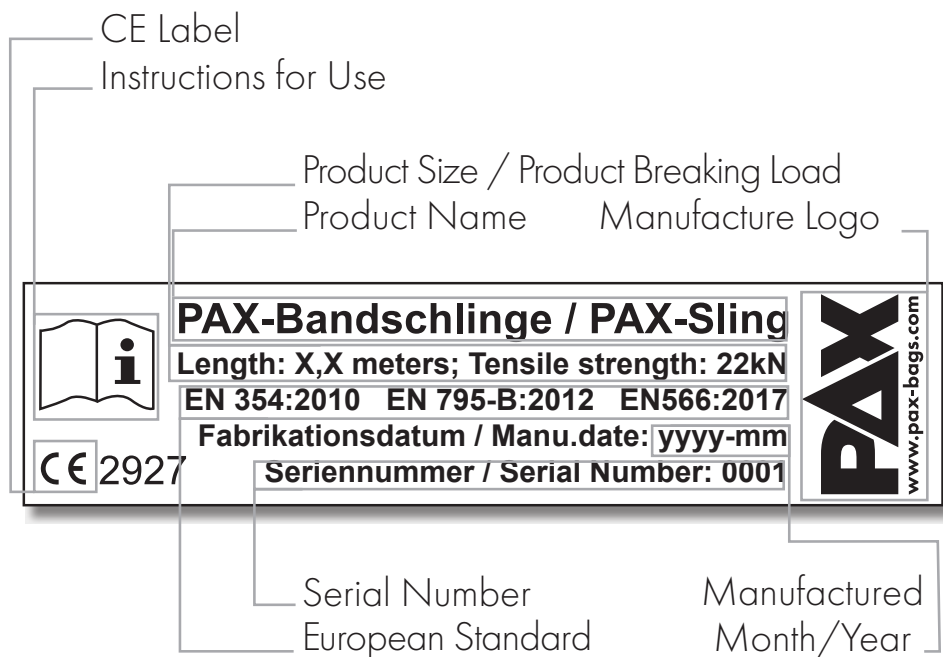 CE Label
Instructions for Use
Product Size / Product Breaking Load
Product Name
Manufacture Logo
PAX-Bandschlinge / PAX-Sling
Length: X,X meters; Tensile strength: 22kN
EN 354:2010 EN 795-B:2012 EN566:2017
Fabrikationsdatum / Manu.date: yyyy-mm
Seriennummer / Serial Number: 0001
i
CE 2927
PAX
www.pax-bags.com
Serial Number
European Standard
Manufactured
Month/Year